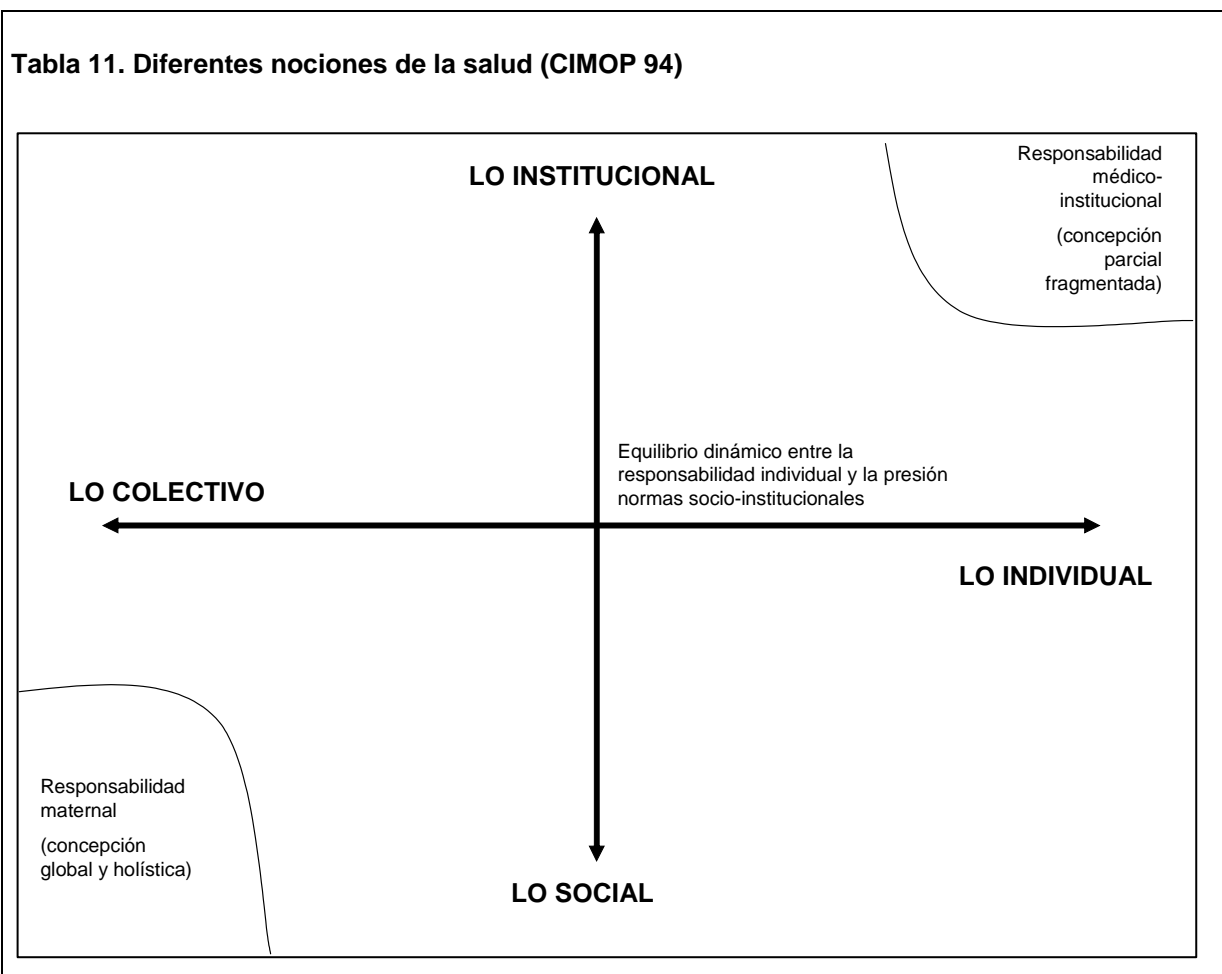 Tabla 11. Diferentes nociones de la salud (CIMOP 94)
LO INSTITUCIONAL
Responsabilidad
médico-
institucional
(concepción
parcial
fragmentada)
Equilibrio dinámico entre la
responsabilidad individual y la presión
normas socio-institucionales
LO COLECTIVO
LO INDIVIDUAL
Responsabilidad
maternal
(concepción
global y holística)
LO SOCIAL